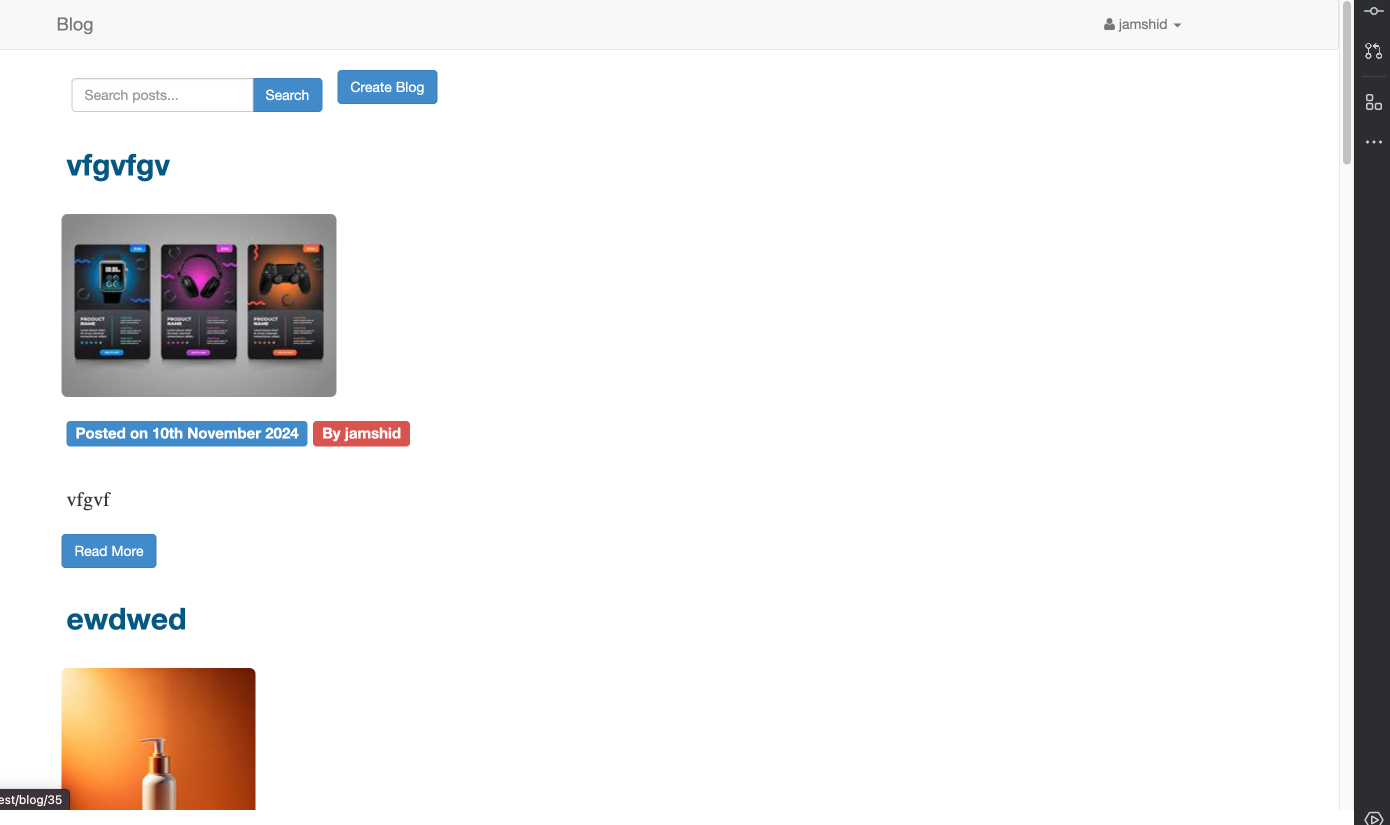 Blog
jamshid
Search posts...
Search
Create Blog
vfgvfgv
PRODUCT
NAME
PRODUCT
NAME
PRODUCT
NAME
Posted on 10th November 2024
By jamshid
vfgvf
Read More
ewdwed
est/blog/35